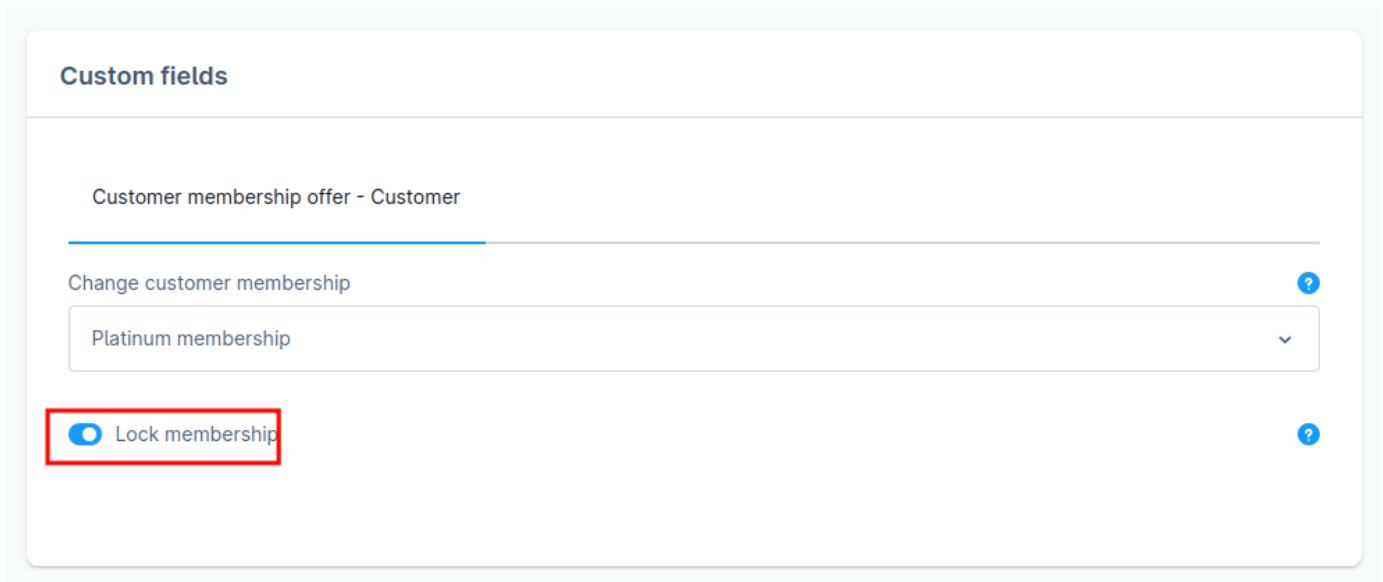 Custom fields
Customer membership offer - Customer
Change customer membership
?
Platinum membership
Lock membership
?